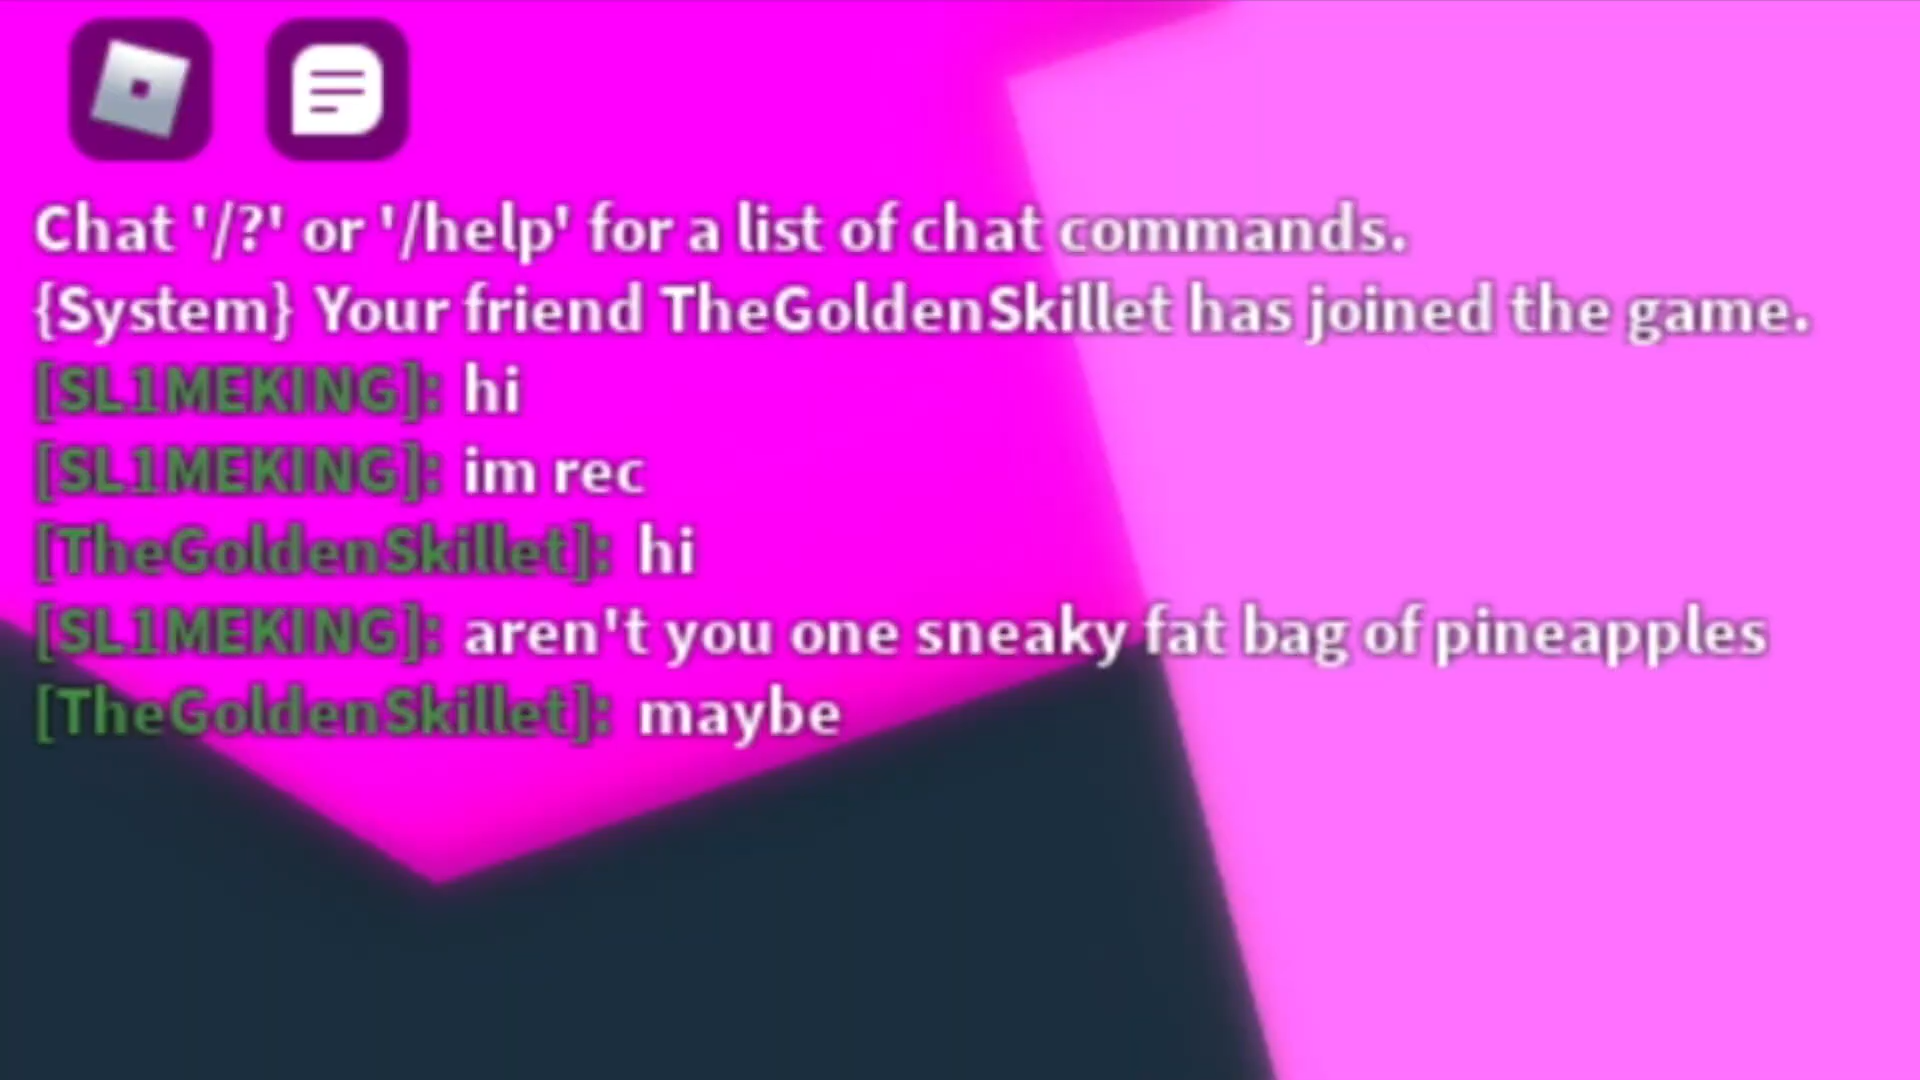 Chat '/?' or '/help' for a list of chat commands.
{System} Your friend TheGoldenSkillet has joined the game.
[SL1MEKING]: hi
[SL1MEKING]: im rec
[TheGoldenSkillet]: hi
[SL1MEKING]: aren't you one sneaky fat bag of pineapples
[TheGoldenSkillet]: maybe